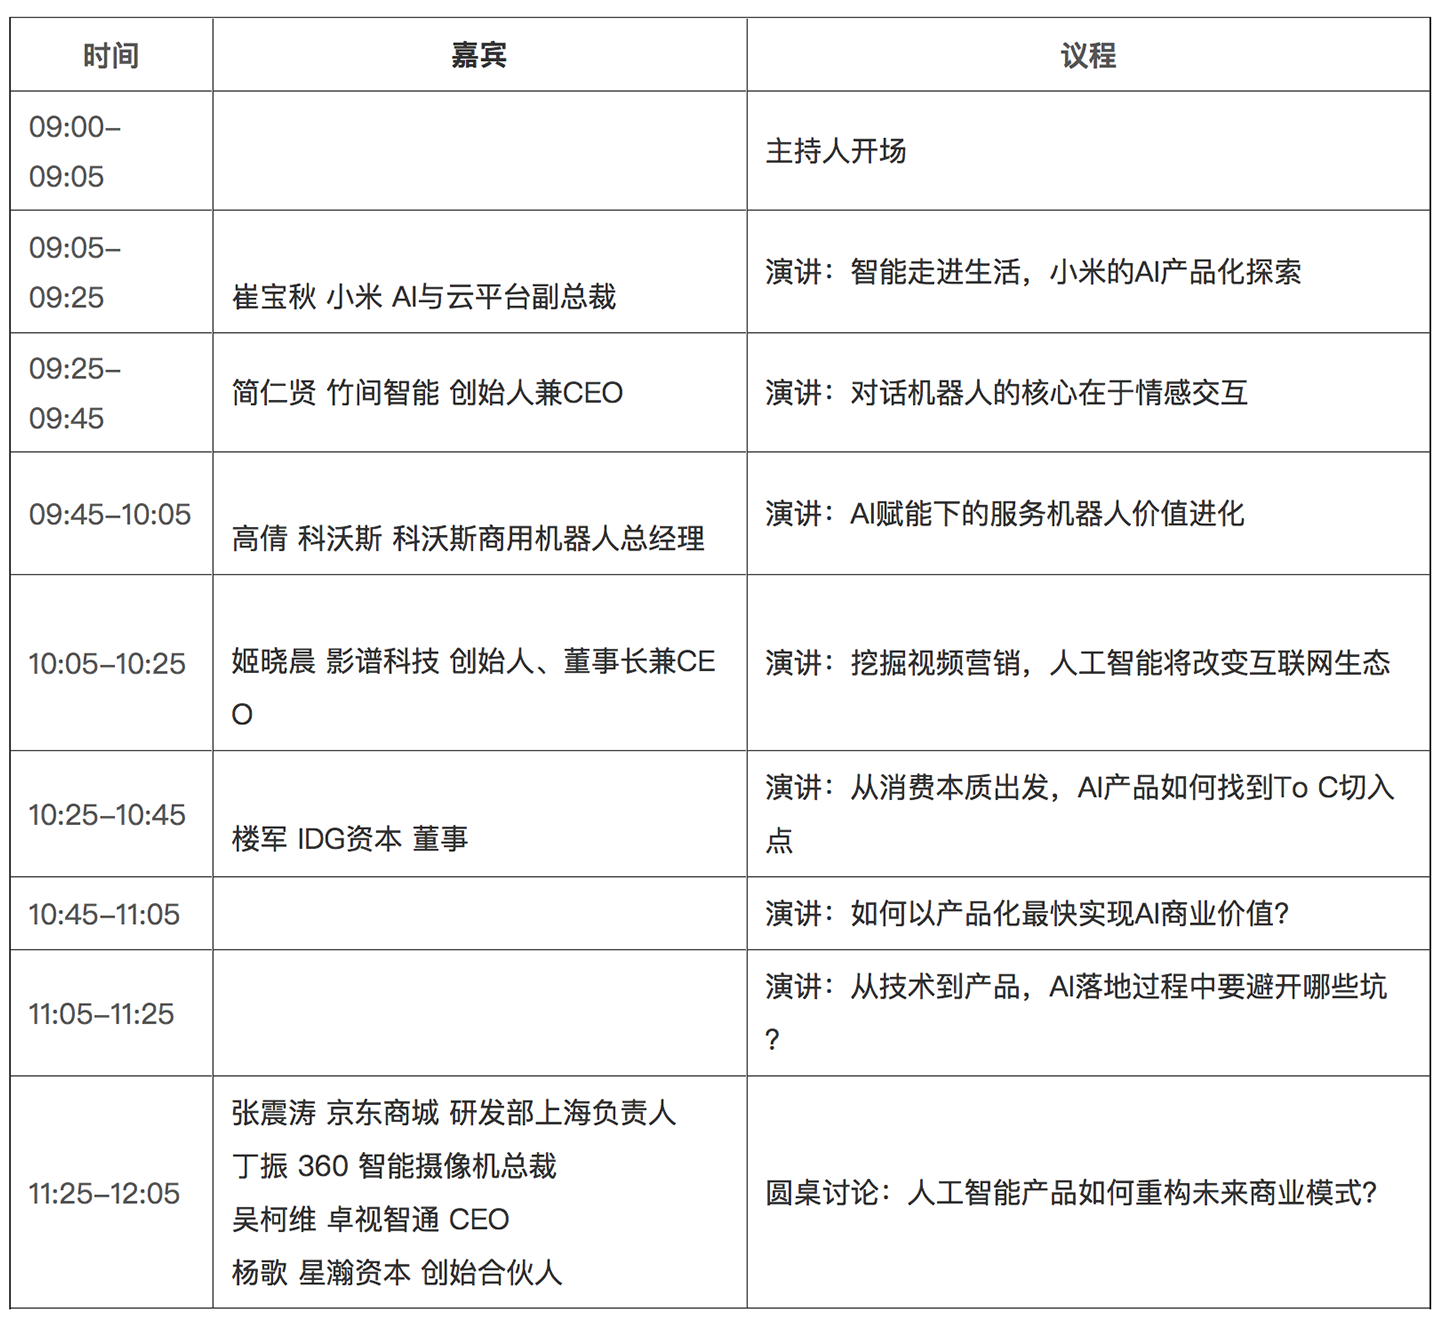 时间 嘉宾 议程
09:00–
09:05
主持人开场
09:05–
09:25
崔宝秋 小米 AI与云平台副总裁
演讲：智能走进生活，小米的AI产品化探索
09:25–
09:45
简仁贤 竹间智能 创始人兼CEO
演讲：对话机器人的核心在于情感交互
09:45–10:05
高倩 科沃斯 科沃斯商用机器人总经理
演讲：AI赋能下的服务机器人价值进化
10:05–10:25
姬晓晨 影谱科技 创始人、董事长兼CE
O
演讲：挖掘视频营销，人工智能将改变互联网生态
10:25–10:45
楼军 IDG资本 董事
演讲：从消费本质出发，AI产品如何找到To C切入
点
10:45–11:05
演讲：如何以产品化最快实现AI商业价值?
11:05–11:25
演讲：从技术到产品，AI落地过程中要避开哪些坑
?
11:25–12:05
张震涛 京东商城 研发部上海负责人
丁振 360 智能摄像机总裁
吴柯维 卓视智通 CEO
杨歌 星瀚资本 创始合伙人
圆桌讨论：人工智能产品如何重构未来商业模式?